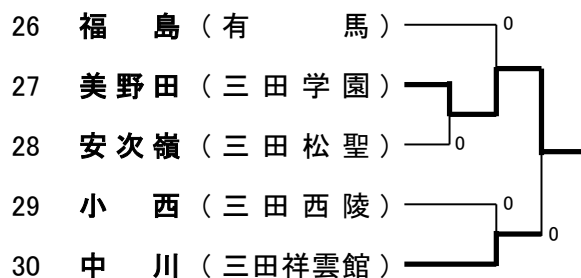 26 福島 (有馬) 0
27 美野田 (三田学園)
28 安次嶺 (三田松聖) 0
29 小西 (三田西陵) 0
30 中川 (三田祥雲館) 0